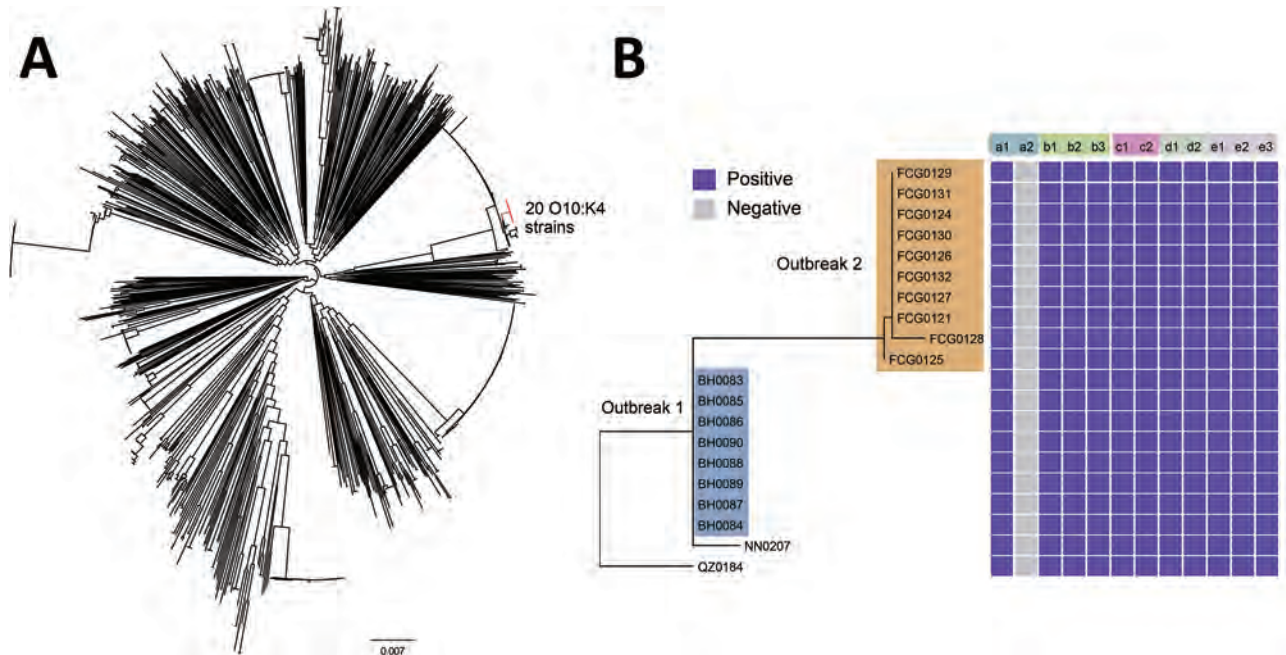 A
20 O10:K4
strains
0.007
B
Positive
Negative
a1 a2 b1 b2 b3 c1 c2 d1 d2 e1 e2 e3
Outbreak 2
FCG0129
FCG0131
FCG0124
FCG0130
FCG0126
FCG0132
FCG0127
FCG0121
FCG0128
FCG0125
Outbreak 1
BH0083
BH0085
BH0086
BH0090
BH0088
BH0089
BH0087
BH0084
NN0207
QZ0184